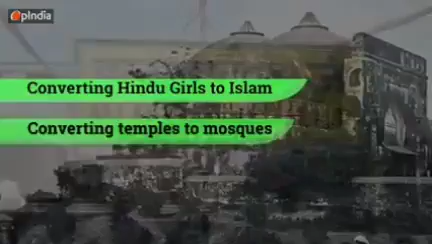 OpIndia
Converting Hindu Girls to Islam
Converting temples to mosques